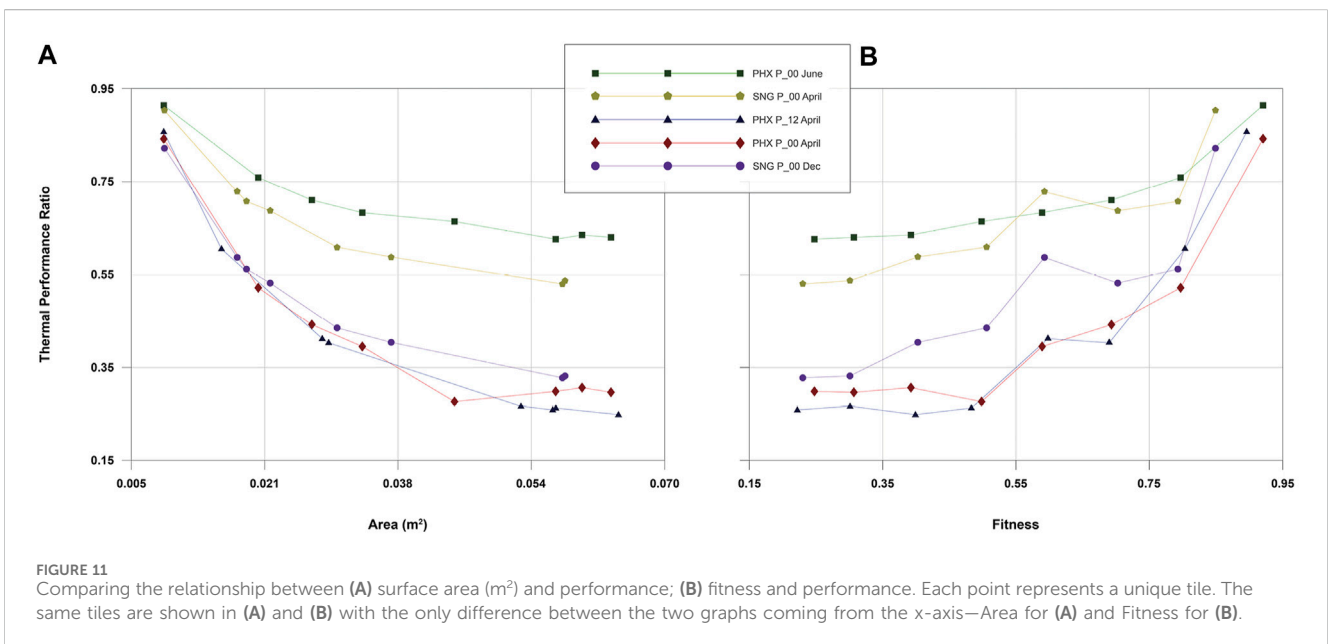 A
B
PHX P_00 June
SNG P_00 April
PHX P_12 April
PHX P_00 April
SNG P_00 Dec
Thermal Performance Ratio
0.95
0.75
0.55
0.35
0.15
0.005 0.021 0.038 0.054 0.070
0.15 0.35 0.55 0.75 0.95
Area (m²)
Fitness
FIGURE 11
Comparing the relationship between (A) surface area (m²) and performance; (B) fitness and performance. Each point represents a unique tile. The
same tiles are shown in (A) and (B) with the only difference between the two graphs coming from the x-axis—Area for (A) and Fitness for (B).